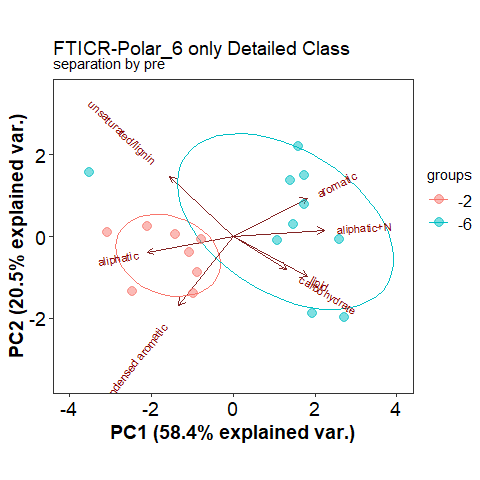 FTICR-Polar_6 only Detailed Class
separation by pre
unsaturated/lignin
aromatic
aliphatic+N
aliphatic
lipid
carbohydrate
ndensed aromatic
PC2 (20.5% explained var.)
2
0
-2
-4
-2
0
2
4
PC1 (58.4% explained var.)
groups
-2
-6